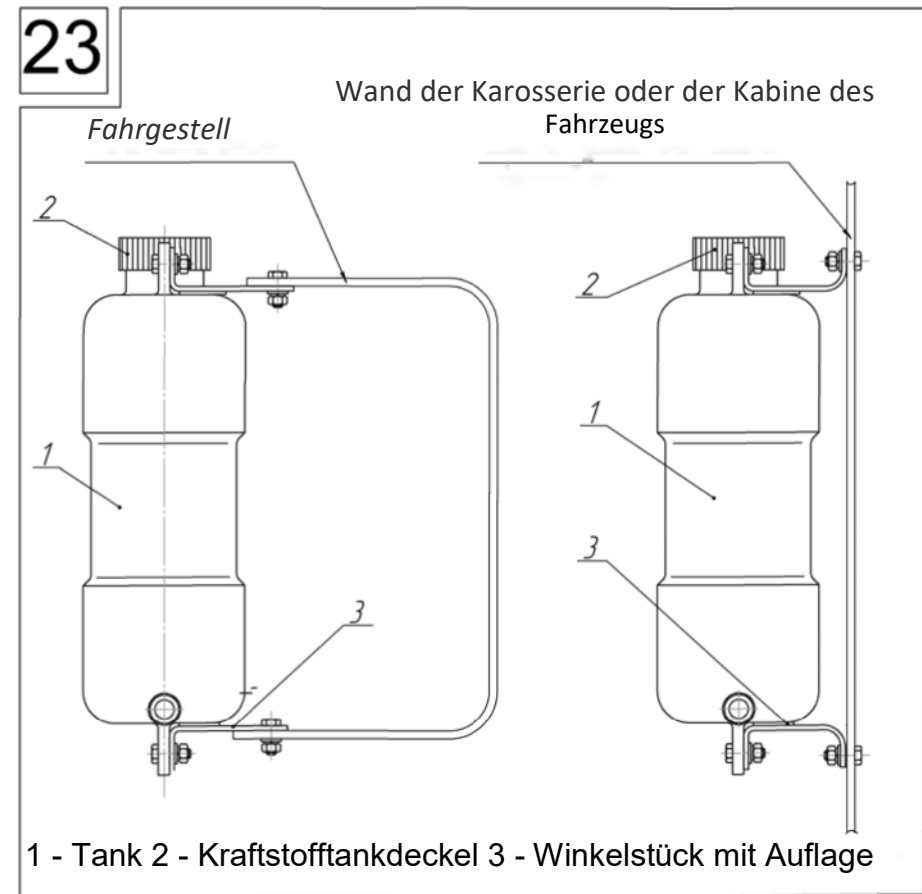 23
Wand der Karosserie oder der Kabine des
Fahrzeugs
Fahrgestell
2
2
1
1
3
3
1 - Tank 2 - Kraftstofftankdeckel 3 - Winkelstück mit Auflage